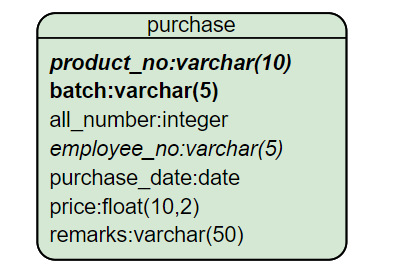 purchase
product_no:varchar(10)
batch:varchar(5)
all_number:integer
employee_no:varchar(5)
purchase_date:date
price:float(10,2)
remarks:varchar(50)